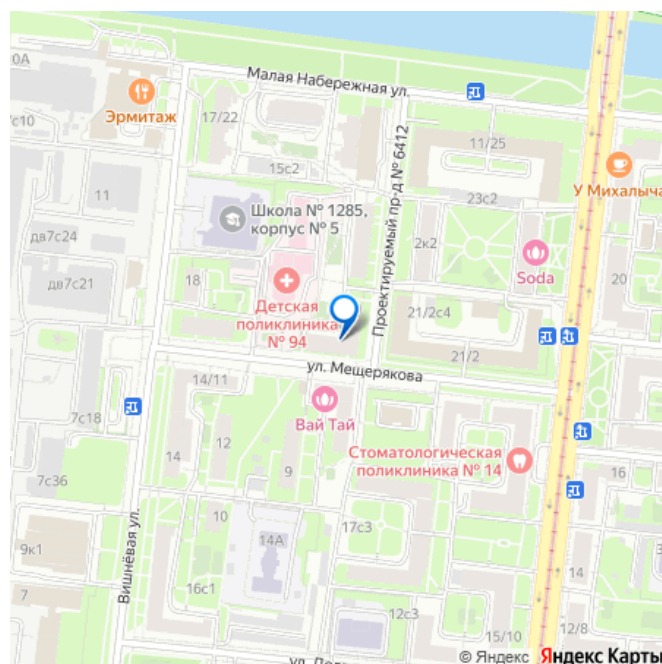 0А
Малая Набережная ул.
Эрмитаж
7с10
17/22
11/25
15с2
Проектируемый пр-д № 6412
У Михалыча
11
Школа № 1285,
корпус № 5
23с2
дв7с24
2к2
Soda
20
дв7с21
18
Детская
поликлиника
№ 94
21/2с4
21/2
ул. Мещерякова
14/11
Вай Тай
7с18
14
12
9
Стоматологическая
поликлиника № 14
16
7с36
10
17с3
Вишнёвая ул.
14А
9к1
14
7
16с1
12с3
15/10
12/8
© Яндекс Яндекс Карты